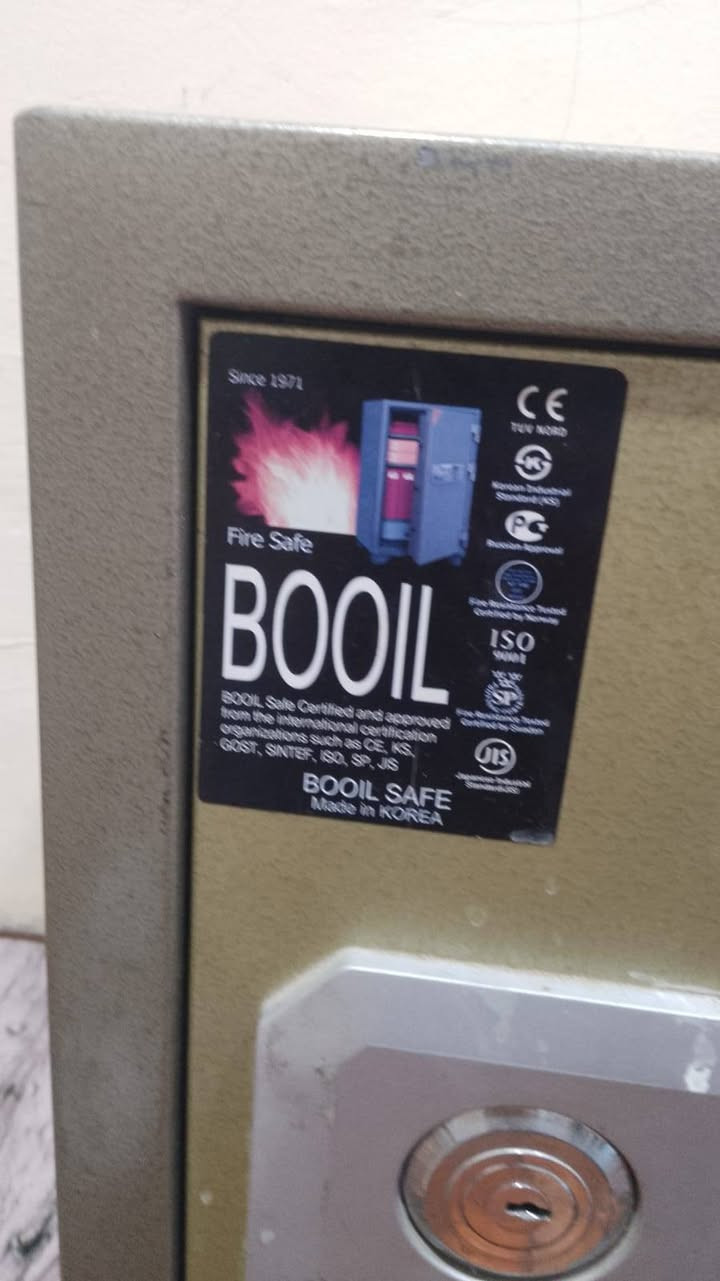 Since 1971
Fire Safe
BOOIL
BOOIL Safe Certified and approved
from the international certification
organizations such as CE, KS,
GOST, SINTEF, ISO, SP, JIS
BOOIL SAFE
Made in KOREA
CE
TUV NORD
Korean Industrial
Standard(KS)
Russian Approval
Fire Resistance Tested
Certified by Norway
ISO
9001
SP
Fire Resistance Tested
Certified by Sweden
JIS
Japanese Industrial
Standard(JIS)